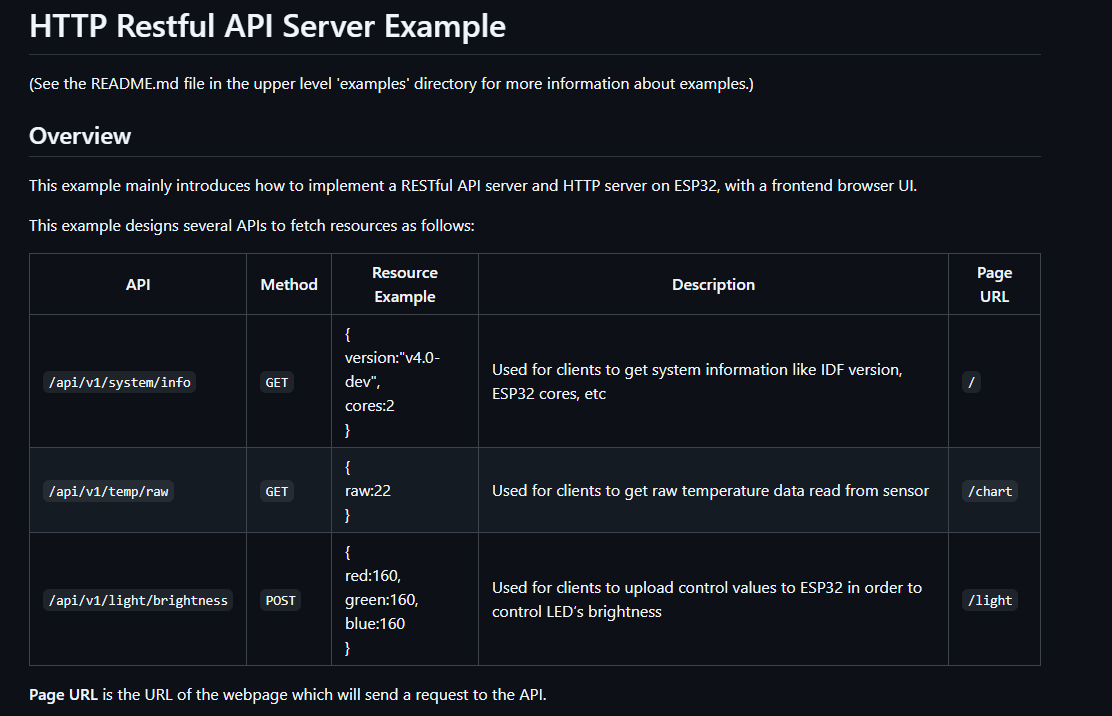 HTTP Restful API Server Example
(See the README.md file in the upper level 'examples' directory for more information about examples.)
Overview
This example mainly introduces how to implement a RESTful API server and HTTP server on ESP32, with a frontend browser UI.
This example designs several APIs to fetch resources as follows:
API
Method
Resource
Example
Description
Page
URL
/api/v1/system/info
GET
{
version:"v4.0-
dev",
cores:2
}
Used for clients to get system information like IDF version,
ESP32 cores, etc
/
/api/v1/temp/raw
GET
{
raw:22
}
Used for clients to get raw temperature data read from sensor
/chart
/api/v1/light/brightness
POST
{
red:160,
green:160,
blue:160
}
Used for clients to upload control values to ESP32 in order to
control LED’s brightness
/light
Page URL is the URL of the webpage which will send a request to the API.